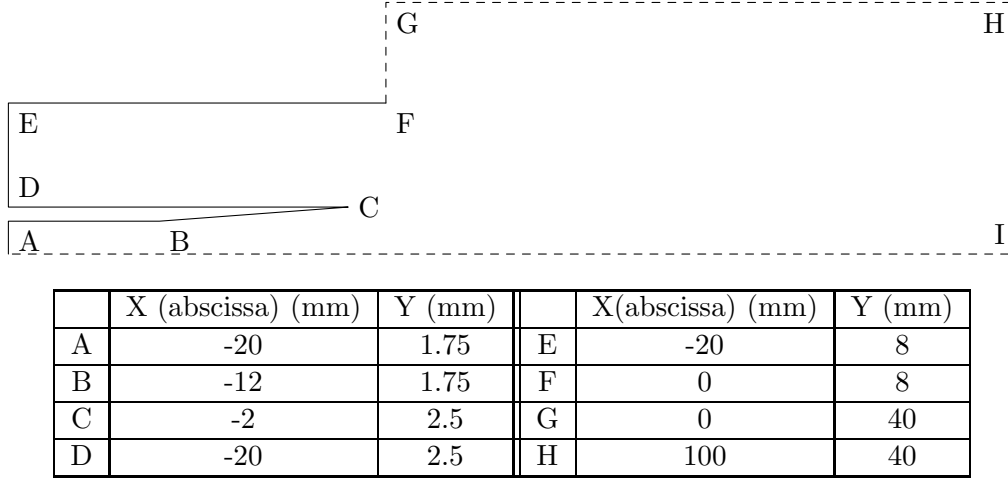 G H
E F
D
C
I
A B
X (abscissa) (mm) Y (mm) X(abscissa) (mm) Y (mm)
A -20 1.75 E -20 8
B -12 1.75 F 0 8
C -2 2.5 G 0 40
D -20 2.5 H 100 40